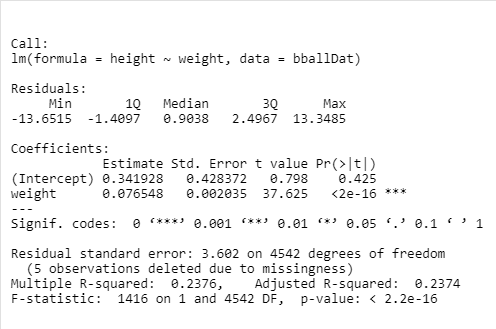 Call:
lm(formula = height ~ weight, data = bballDat)
Residuals:
Min 1Q Median 3Q Max
-13.6515 -1.4097 0.9038 2.4967 13.3485
Coefficients:
Estimate Std. Error t value Pr(>|t|)
(Intercept) 0.341928 0.428372 0.798 0.425
weight 0.076548 0.002035 37.625 <2e-16 ***
---
Signif. codes: 0 ‘***’ 0.001 ‘**’ 0.01 ‘*’ 0.05 ‘.’ 0.1 ‘ ’ 1
Residual standard error: 3.602 on 4542 degrees of freedom
(5 observations deleted due to missingness)
Multiple R-squared: 0.2376, Adjusted R-squared: 0.2374
F-statistic: 1416 on 1 and 4542 DF, p-value: < 2.2e-16